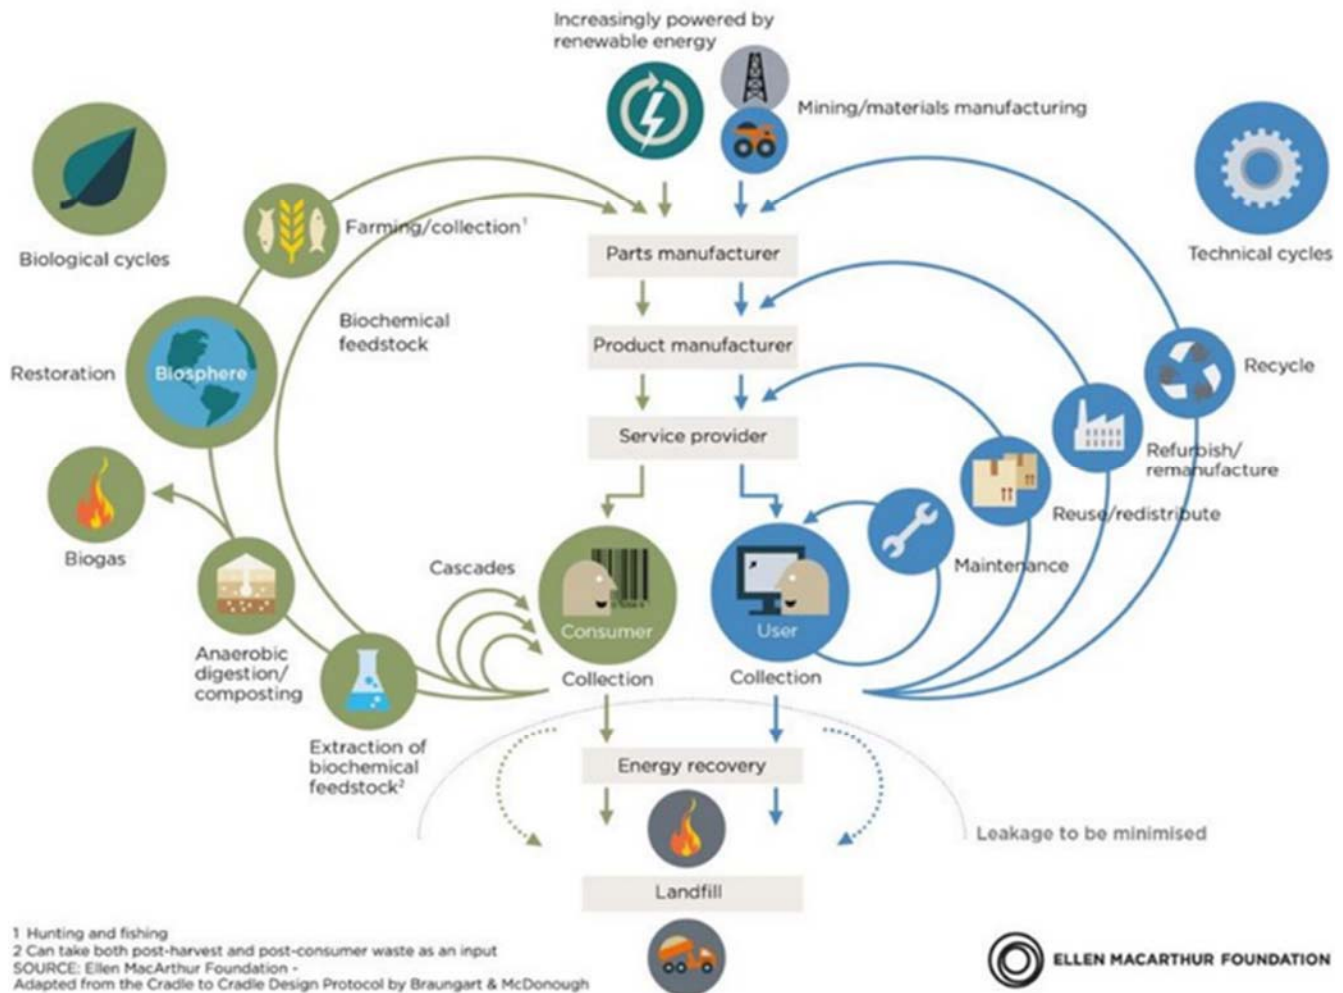 Increasingly powered by
renewable energy
Mining/materials manufacturing
Biological cycles
Technical cycles
Farming/collection¹
Parts manufacturer
Biochemical
feedstock
Product manufacturer
Restoration
Biosphere
Recycle
Service provider
Refurbish/
remanufacture
Reuse/redistribute
Biogas
Cascades
Maintenance
Consumer
User
Anaerobic
digestion/
composting
Collection
Collection
Extraction of
biochemical
feedstock²
Energy recovery
Leakage to be minimised
Landfill
1 Hunting and fishing
2 Can take both post-harvest and post-consumer waste as an input
SOURCE: Ellen MacArthur Foundation -
Adapted from the Cradle to Cradle Design Protocol by Braungart & McDonough
ELLEN MACARTHUR FOUNDATION